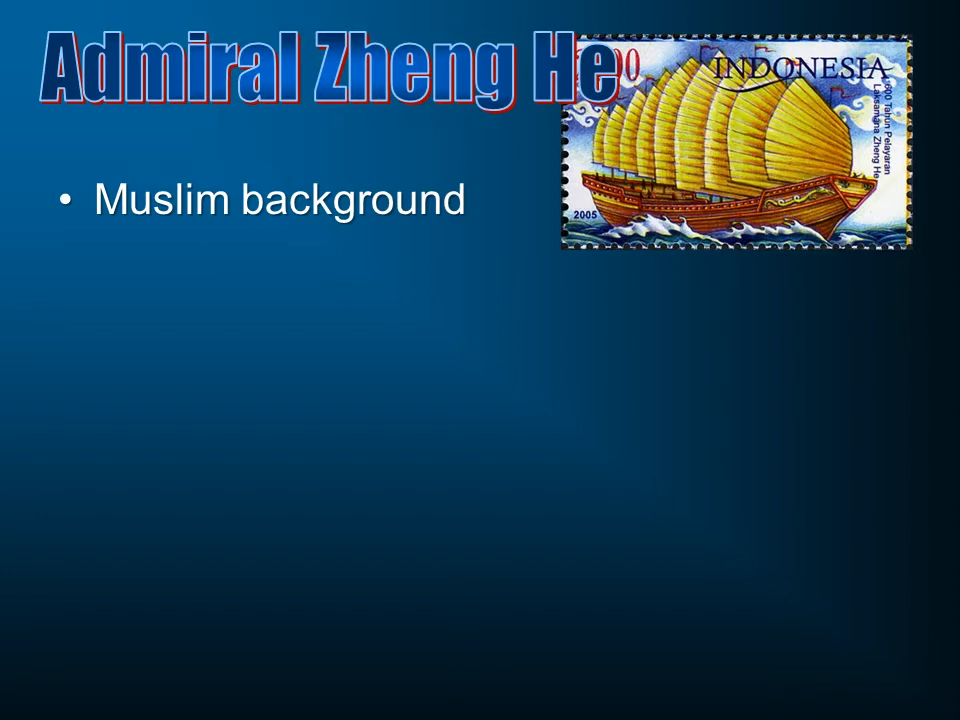 Admiral Zheng He
INDONESIA
600 Tahun Pelayaran
Laksamana Zheng He
2005
• Muslim background